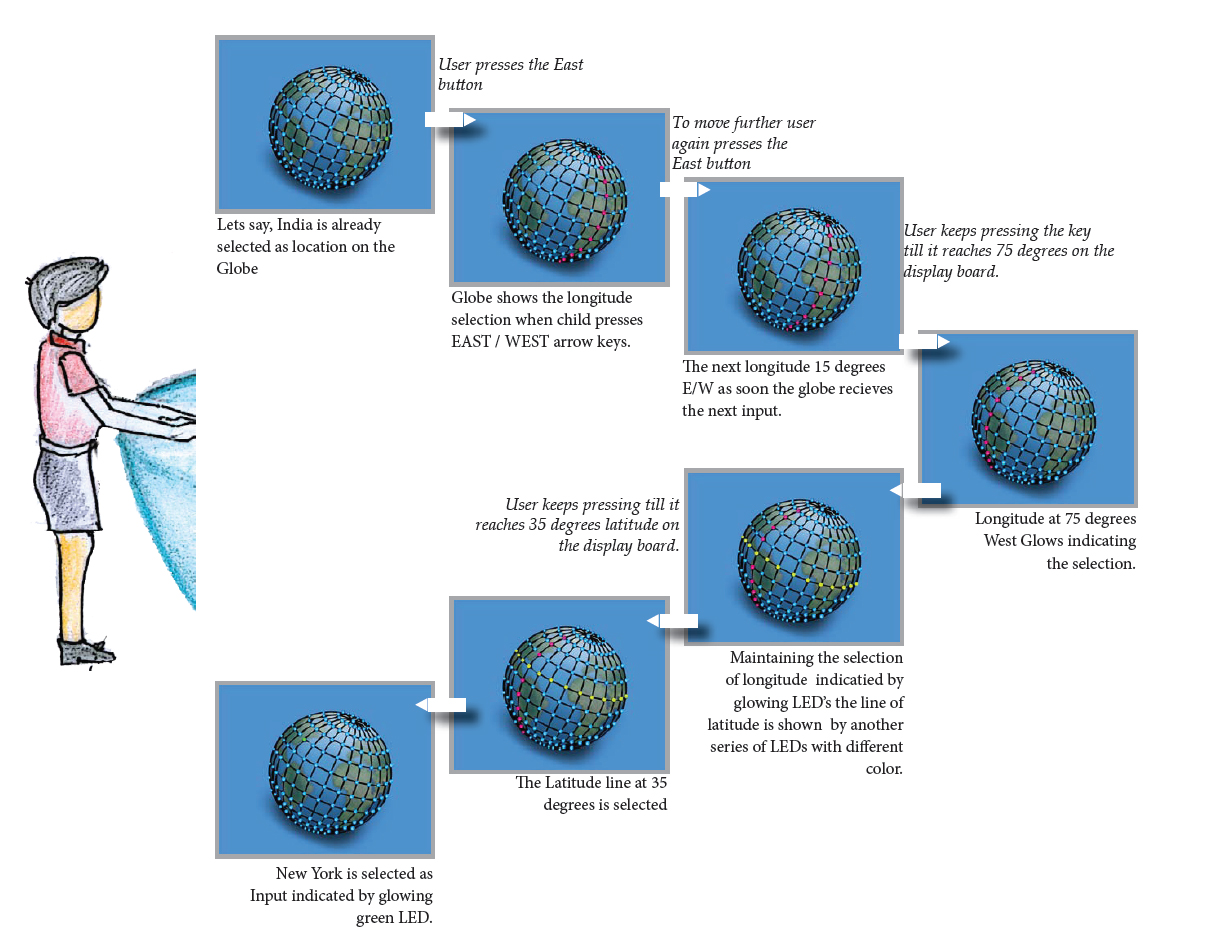 User presses the East
button
Lets say, India is already
selected as location on the
Globe
To move further user
again presses the
East button
Globe shows the longitude
selection when child presses
EAST / WEST arrow keys.
User keeps pressing the key
till it reaches 75 degrees on the
display board.
The next longitude 15 degrees
E/W as soon the globe recieves
the next input.
Longitude at 75 degrees
West Glows indicating
the selection.
User keeps pressing till it
reaches 35 degrees latitude on
the display board.
Maintaining the selection
of longitude  indicatied by
glowing LED's the line of
latitude is shown  by another
series of LEDs with different
color.
The Latitude line at 35
degrees is selected
New York is selected as
Input indicated by glowing
green LED.